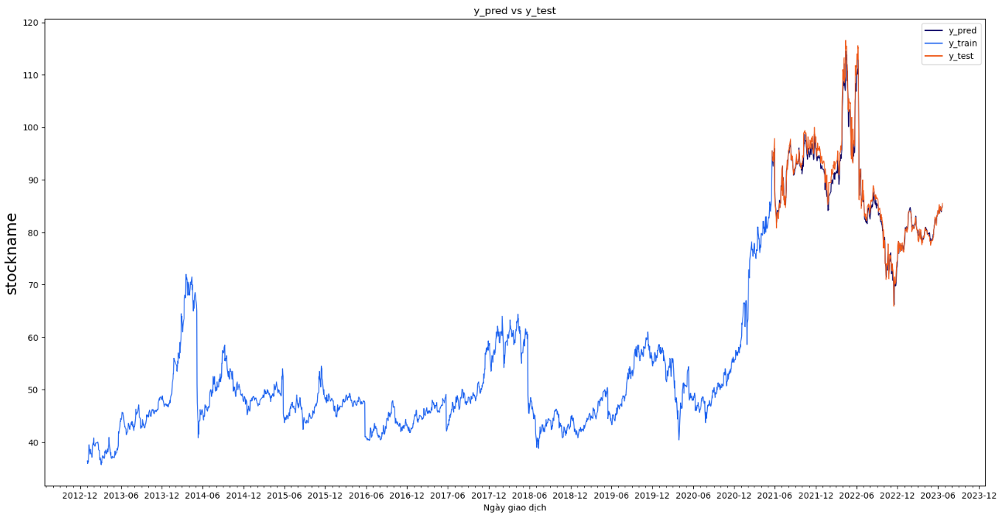 y_pred vs y_test
y_pred
y_train
y_test
120
110
100
90
80
70
60
50
40
stockname
2012-12 2013-06 2013-12 2014-06 2014-12 2015-06 2015-12 2016-06 2016-12 2017-06 2017-12 2018-06 2018-12 2019-06 2019-12 2020-06 2020-12 2021-06 2021-12 2022-06 2022-12 2023-06 2023-12
Ngày giao dịch